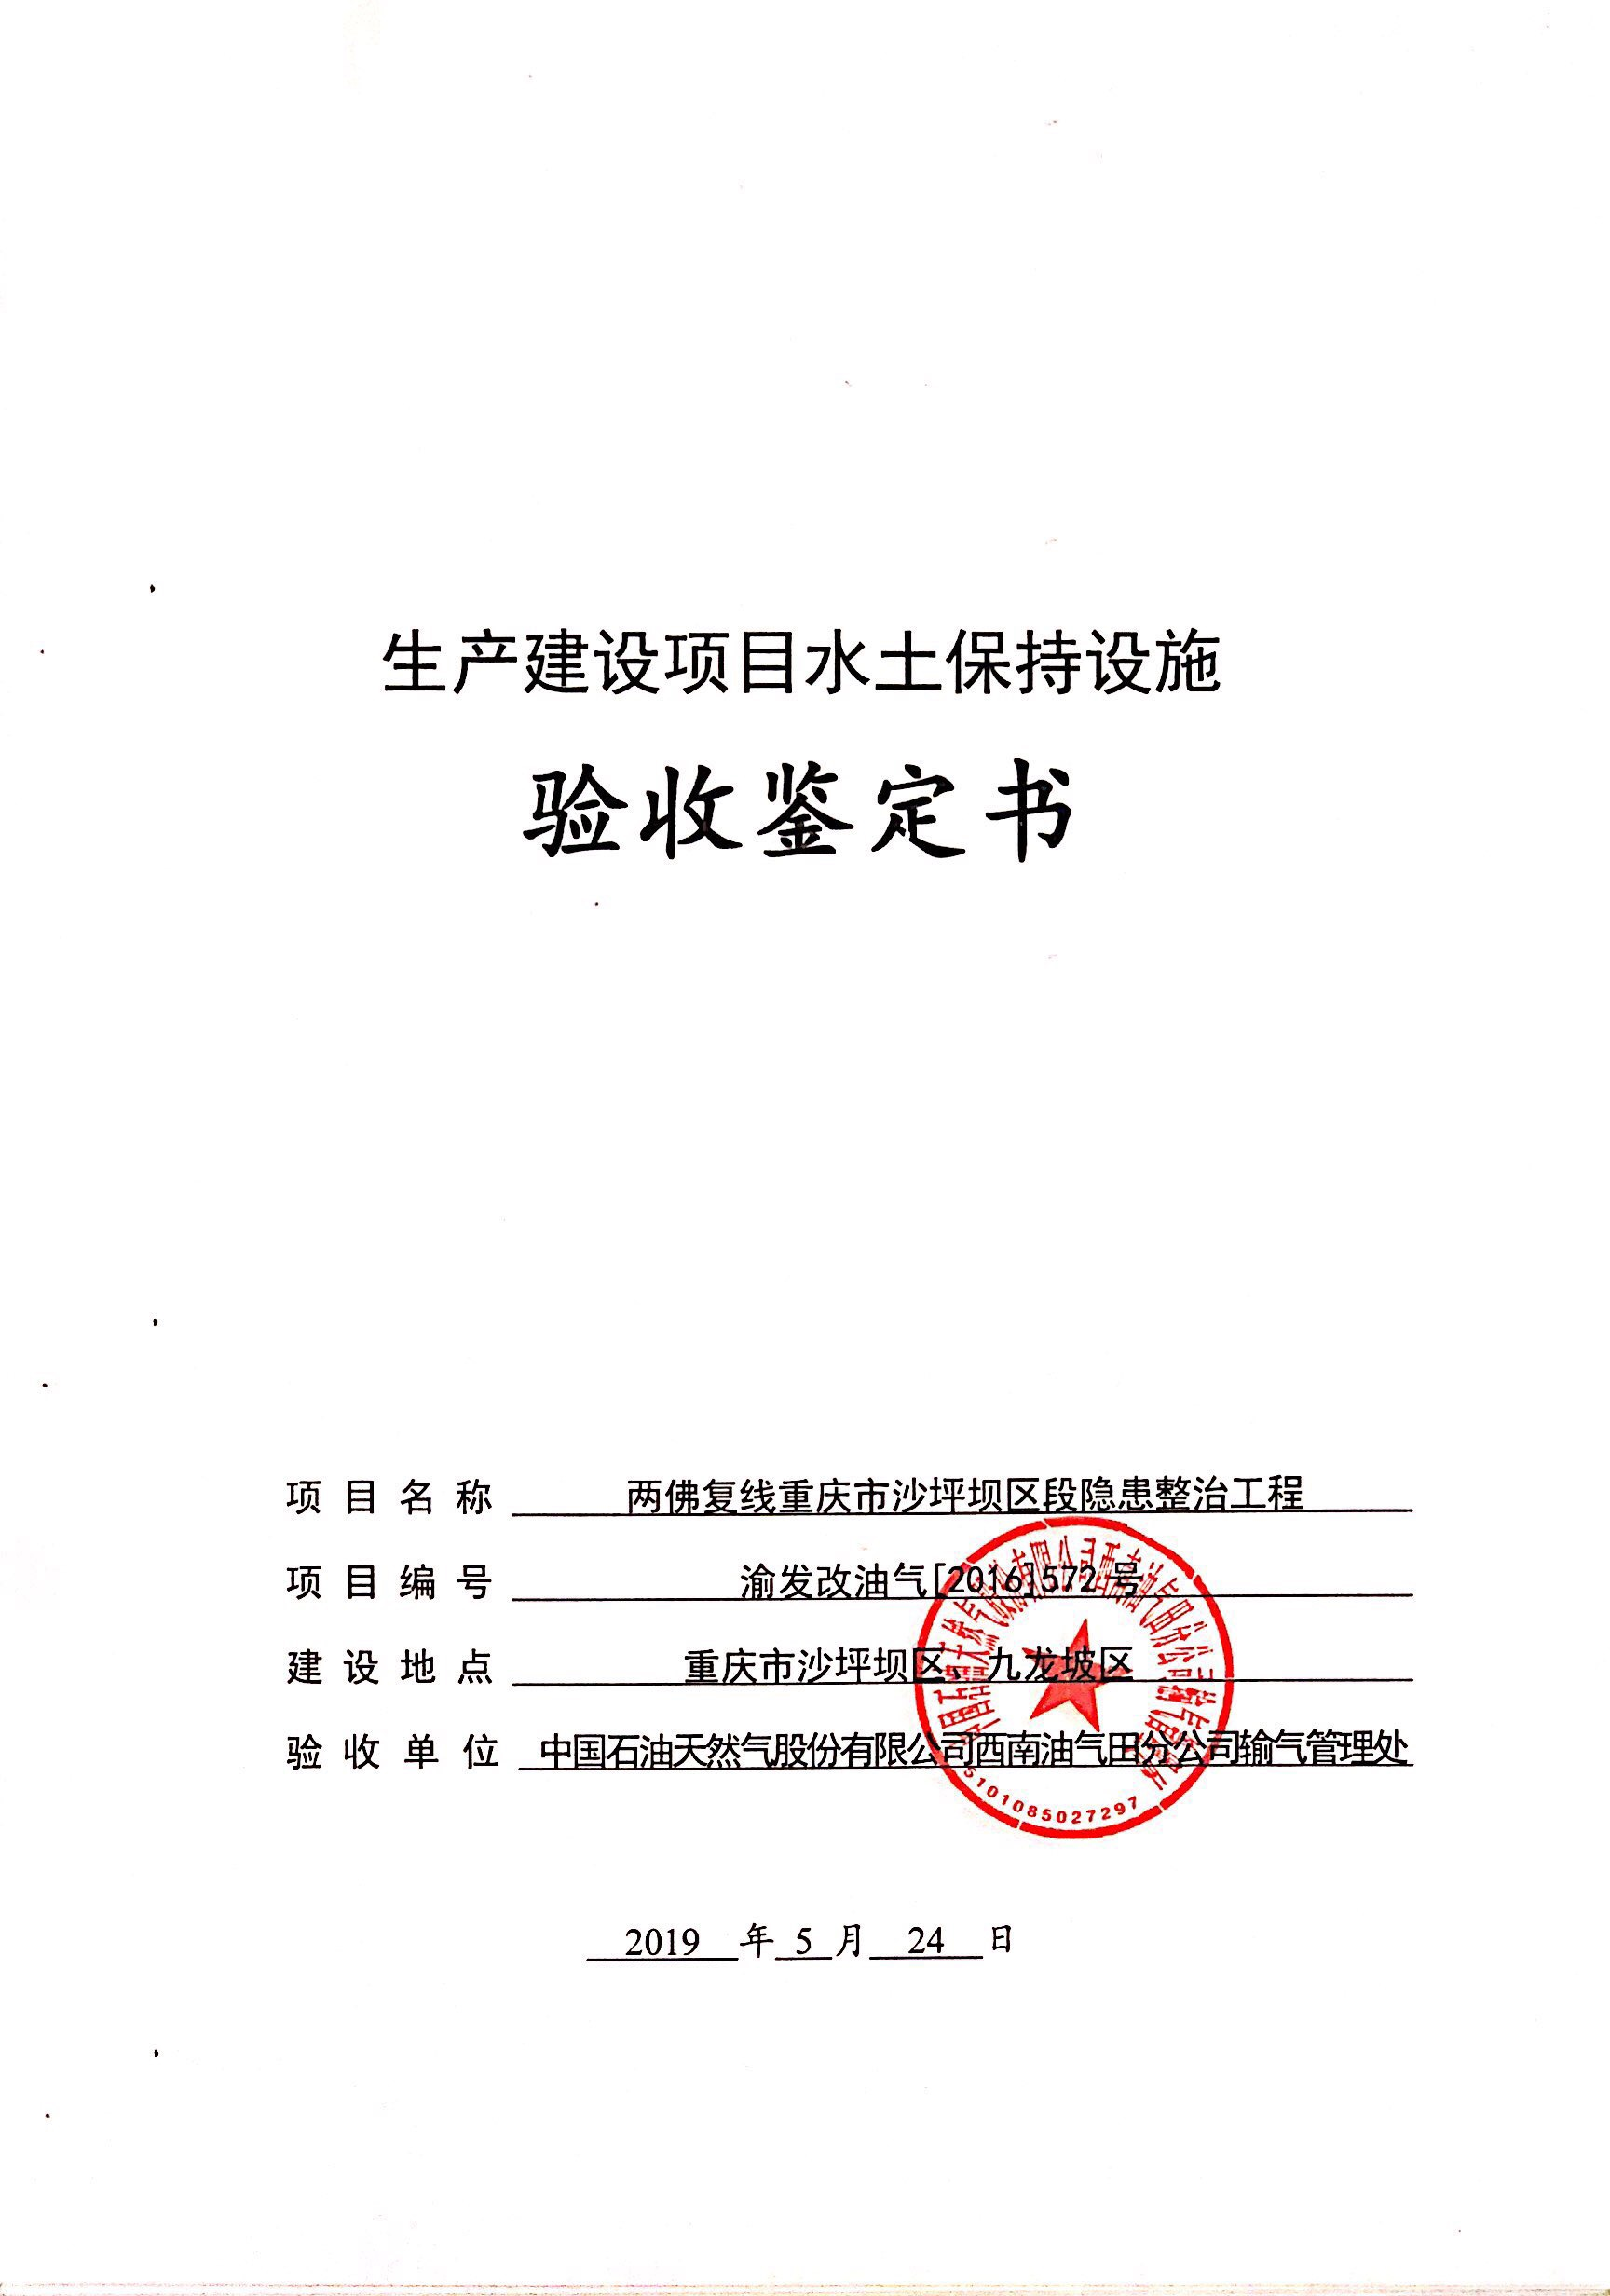 生产建设项目水土保持设施
验收鉴定书
项目名称 两佛复线重庆市沙坪坝区段隐患整治工程
项目编号 渝发改油气[2016]572号
建设地点 重庆市沙坪坝区、九龙坡区
验收单位 中国石油天然气股份有限公司西南油气田分公司输气管理处
5101085027297
2019 年 5 月 24 日